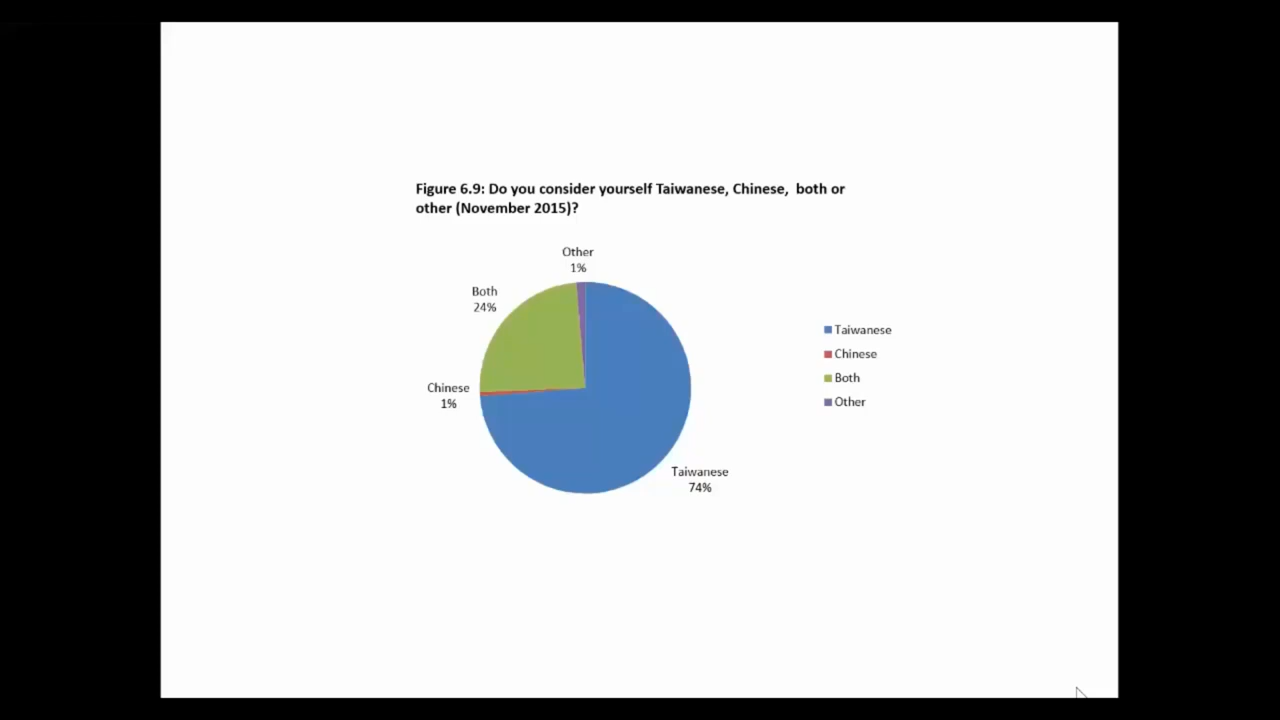 Figure 6.9: Do you consider yourself Taiwanese, Chinese,  both or
other (November 2015)?
Other
1%
Both
24%
Chinese
1%
Taiwanese
74%
Taiwanese
Chinese
Both
Other